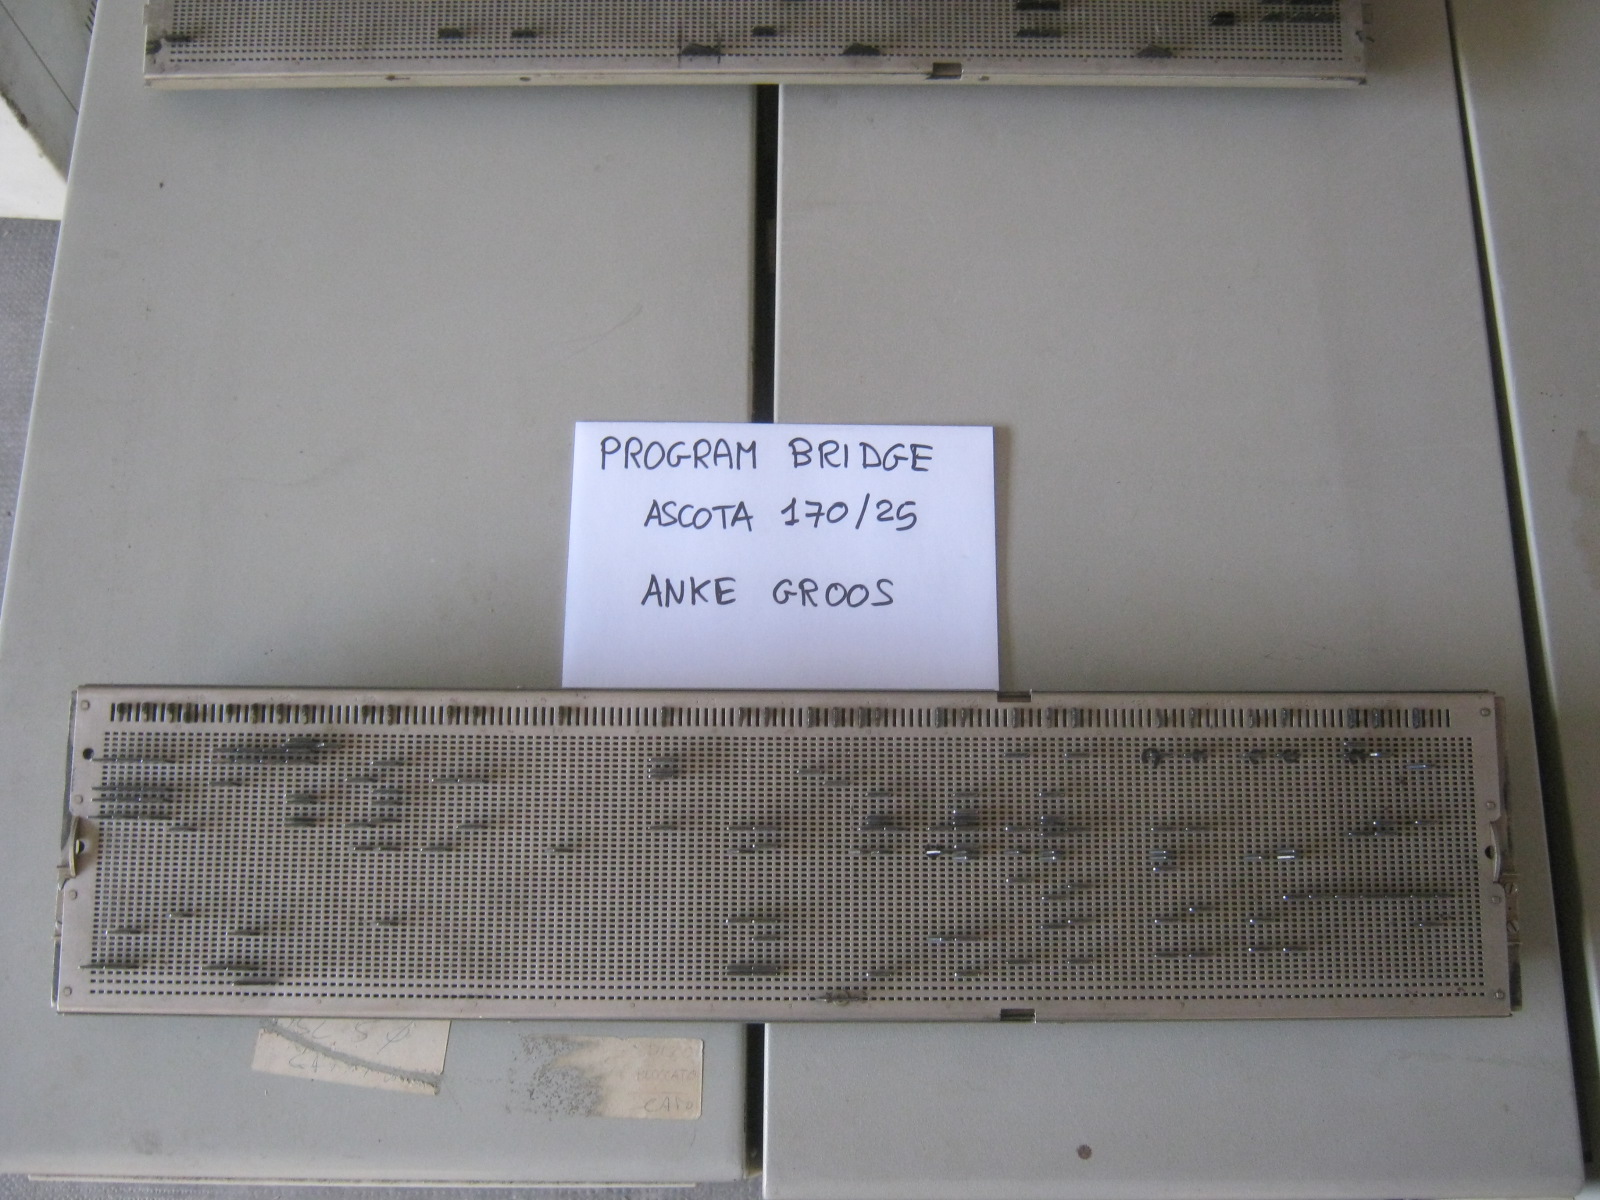 PROGRAM BRIDGE
ASCOTA 170/25
ANKE GROOS